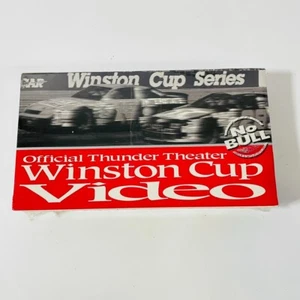 CAR Winston Cup Series
No
BULL
Official Thunder Theater
Winston Cup
Video